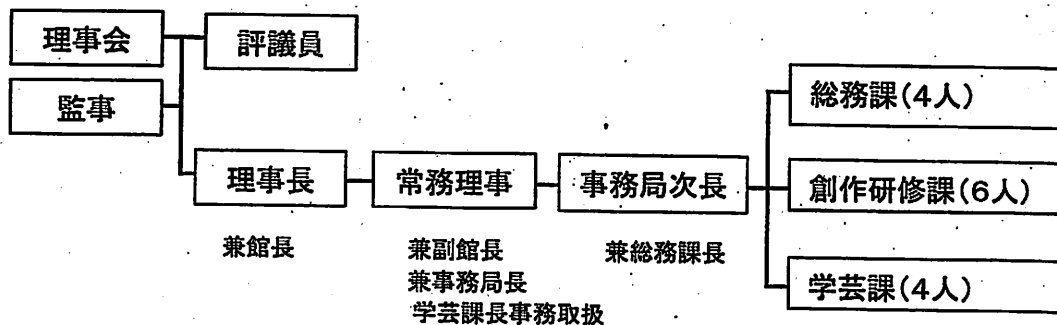 理事会
評議員
監事
総務課(4人)
理事長
常務理事
事務局次長
創作研修課(6人)
兼館長
兼副館長
兼総務課長
兼事務局長
学芸課長事務取扱
学芸課(4人)